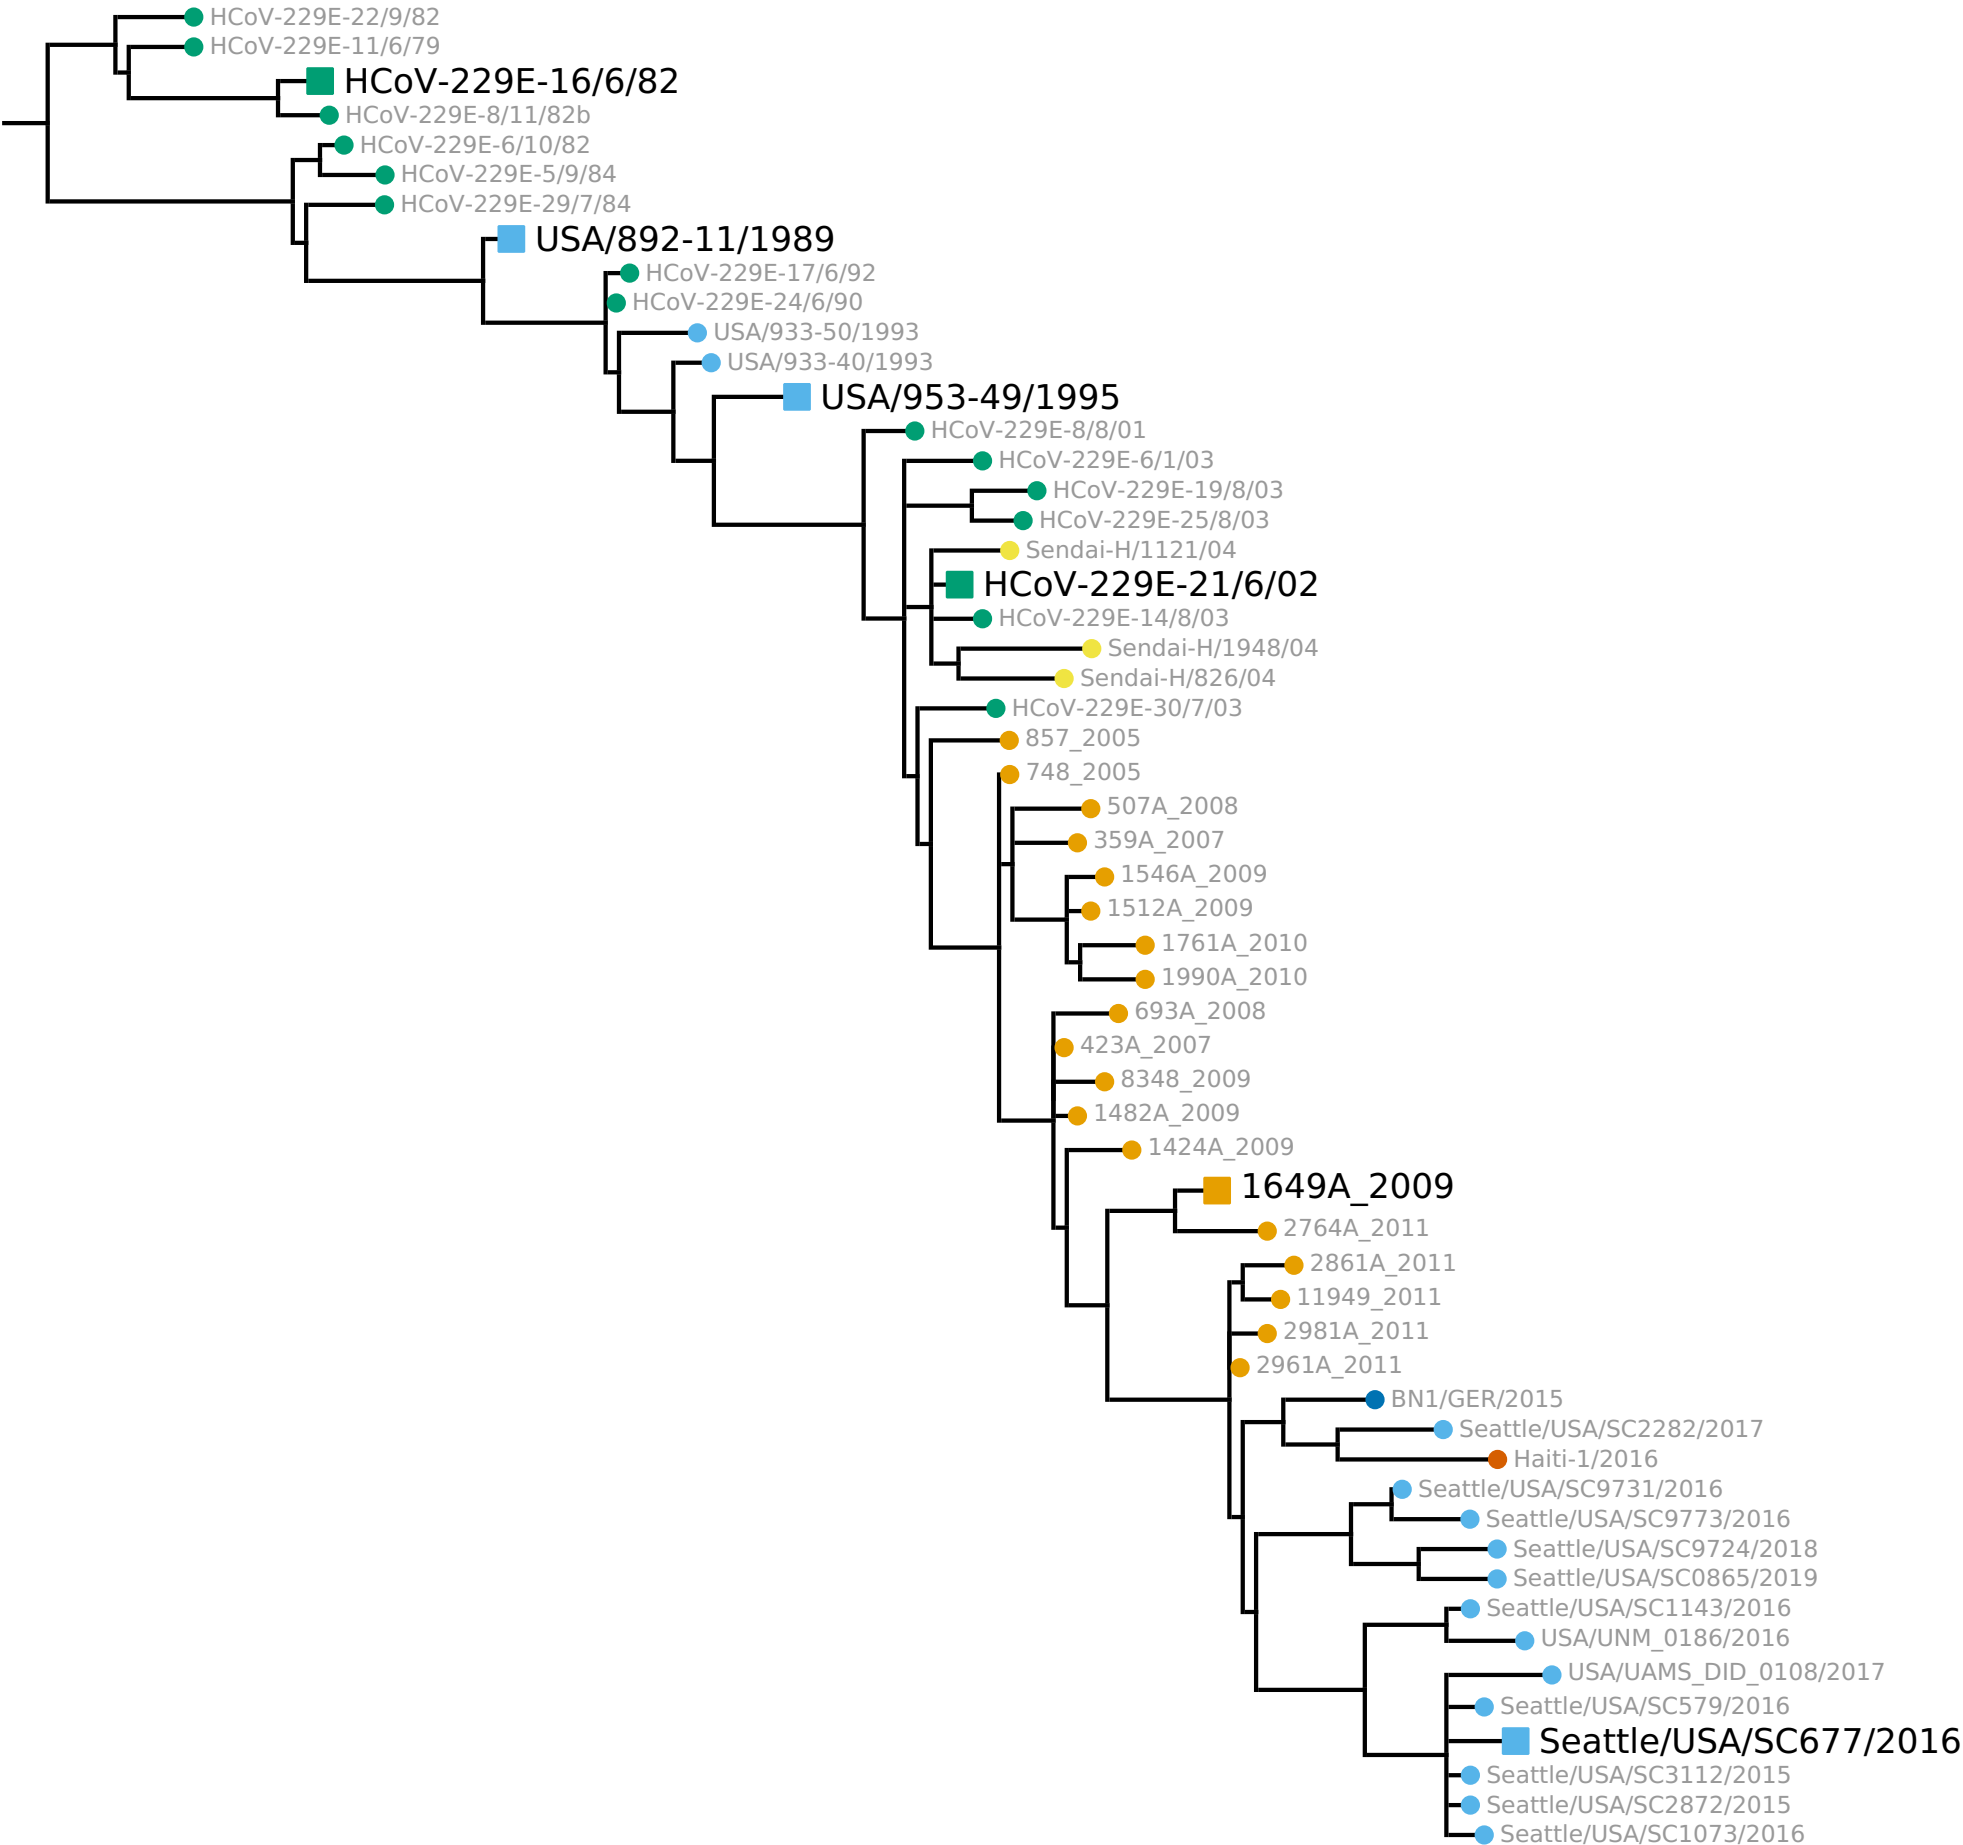 HCoV-229E-22/9/82
HCoV-229E-11/6/79
HCoV-229E-16/6/82
HCoV-229E-8/11/82b
HCoV-229E-6/10/82
HCoV-229E-5/9/84
HCoV-229E-29/7/84
USA/892-11/1989
HCoV-229E-17/6/92
HCoV-229E-24/6/90
USA/933-50/1993
USA/933-40/1993
USA/953-49/1995
HCoV-229E-8/8/01
HCoV-229E-6/1/03
HCoV-229E-19/8/03
HCoV-229E-25/8/03
Sendai-H/1121/04
HCoV-229E-21/6/02
HCoV-229E-14/8/03
Sendai-H/1948/04
Sendai-H/826/04
HCoV-229E-30/7/03
857_2005
748_2005
507A_2008
359A_2007
1546A_2009
1512A_2009
1761A_2010
1990A_2010
693A_2008
423A_2007
8348_2009
1482A_2009
1424A_2009
1649A_2009
2764A_2011
2861A_2011
11949_2011
2981A_2011
2961A_2011
BN1/GER/2015
Seattle/USA/SC2282/2017
Haiti-1/2016
Seattle/USA/SC9731/2016
Seattle/USA/SC9773/2016
Seattle/USA/SC9724/2018
Seattle/USA/SC0865/2019
Seattle/USA/SC1143/2016
USA/UNM_0186/2016
USA/UAMS_DID_0108/2017
Seattle/USA/SC579/2016
Seattle/USA/SC677/2016
Seattle/USA/SC3112/2015
Seattle/USA/SC2872/2015
Seattle/USA/SC1073/2016